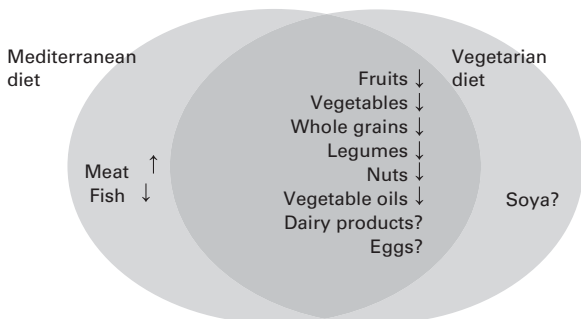 Mediterranean
diet
Vegetarian
diet
Fruits ↓
Vegetables ↓
Whole grains ↓
Legumes ↓
Nuts ↓
Vegetable oils ↓
Dairy products?
Eggs?
Meat ↑
Fish ↓
Soya?